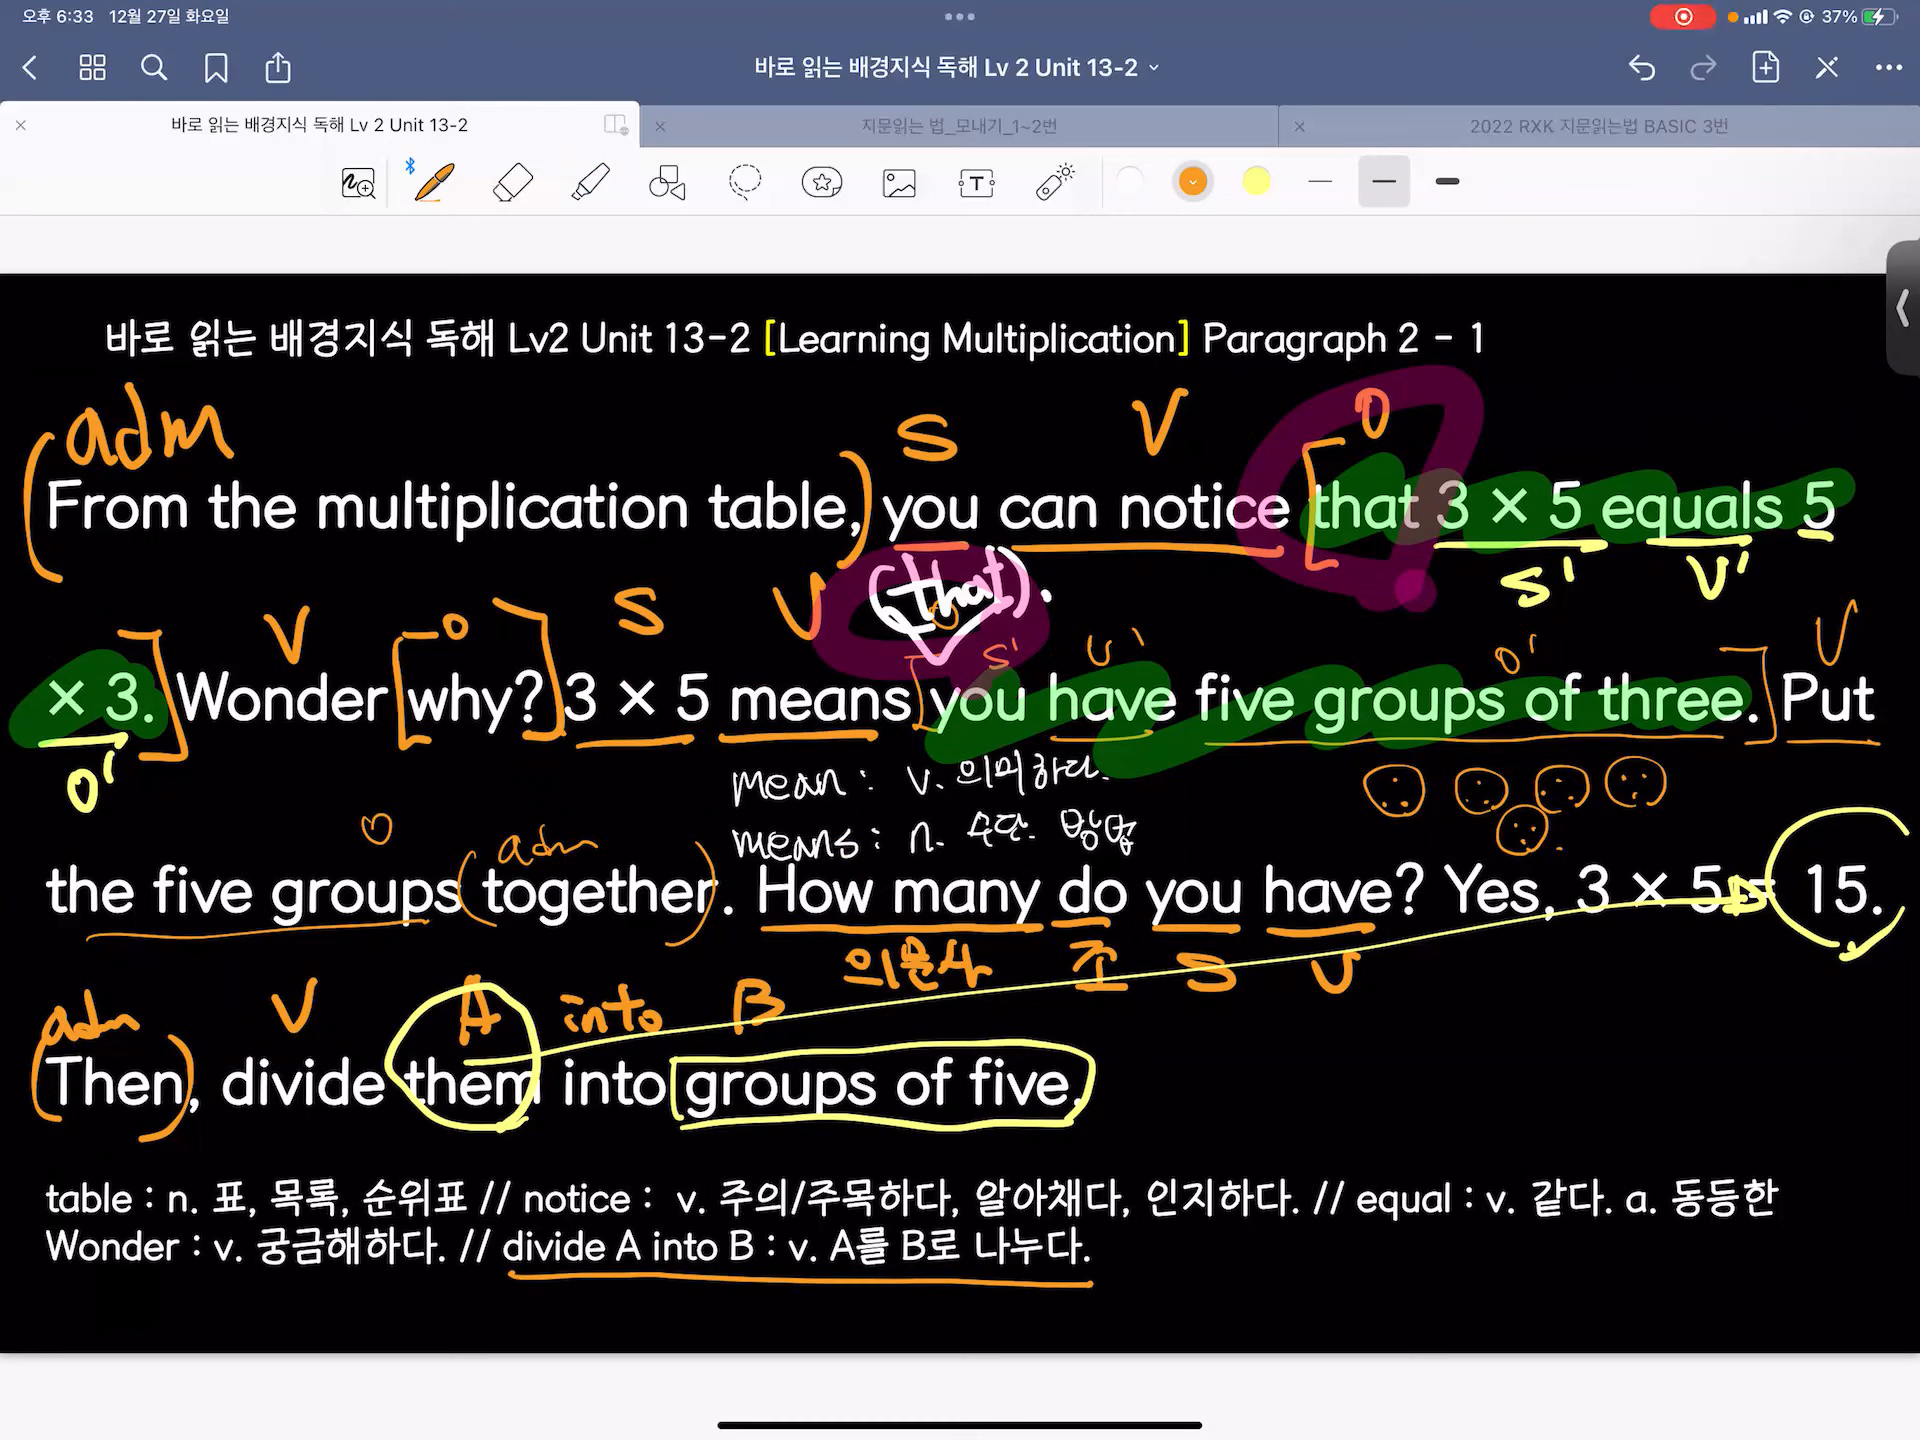 오후 6:33 12월 27일 화요일
37%
바로 읽는 배경지식 독해 Lv 2 Unit 13-2
바로 읽는 배경지식 독해 Lv 2 Unit 13-2
지문읽는 법_모내기_1~2번
2022 RXK 지문읽는법 BASIC 3번
바로 읽는 배경지식 독해 Lv2 Unit 13-2 [Learning Multiplication] Paragraph 2 - 1
adm S V O
From the multiplication table, you can notice that 3 × 5 equals 5
S' V'
(that).
V O S V O S' V' O' V
× 3. Wonder why? 3 × 5 means you have five groups of three. Put
O'
mean : v. 의미하다.
means : n. 수단. 방법
O adm
the five groups together. How many do you have? Yes, 3 × 5 = 15.
의문사 조 S V
adm V A into B
Then, divide them into groups of five.
table : n. 표, 목록, 순위표 // notice : v. 주의/주목하다, 알아채다, 인지하다. // equal : v. 같다. a. 동등한
Wonder : v. 궁금해하다. // divide A into B : v. A를 B로 나누다.